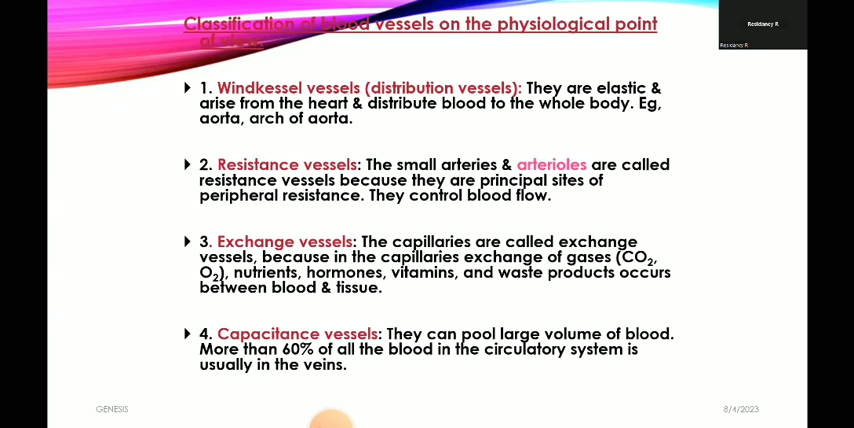 Classification of blood vessels on the physiological point
of view:
Residancy R
Residancy R
1. Windkessel vessels (distribution vessels): They are elastic &
arise from the heart & distribute blood to the whole body. Eg,
aorta, arch of aorta.
2. Resistance vessels: The small arteries & arterioles are called
resistance vessels because they are principal sites of
peripheral resistance. They control blood flow.
3. Exchange vessels: The capillaries are called exchange
vessels, because in the capillaries exchange of gases (CO₂,
O₂), nutrients, hormones, vitamins, and waste products occurs
between blood & tissue.
4. Capacitance vessels: They can pool large volume of blood.
More than 60% of all the blood in the circulatory system is
usually in the veins.
GENESIS
8/4/2023